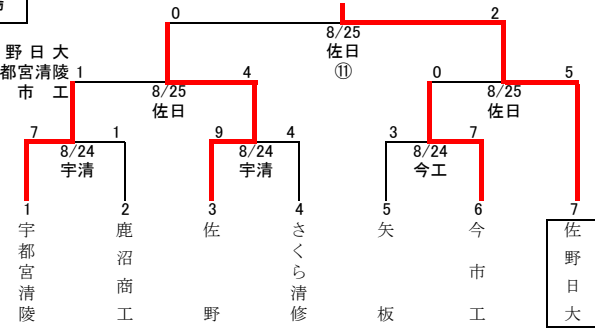 0 2
8/25
佐日
⑪
野日大
都宮清陵
市工
1 4 0 5
8/25 8/25
佐日 佐日
7 1 9 4 3 7
8/24 8/24 8/24
宇清 宇清 今工
1 2 3 4 5 6 7
宇都宮清陵
鹿沼商工
佐野
さくら清修
矢板
今市工
佐野日大